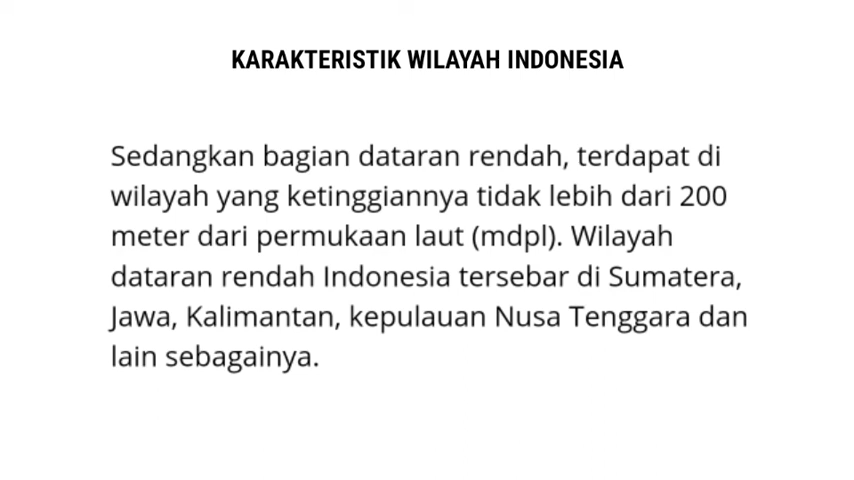 KARAKTERISTIK WILAYAH INDONESIA
Sedangkan bagian dataran rendah, terdapat di
wilayah yang ketinggiannya tidak lebih dari 200
meter dari permukaan laut (mdpl). Wilayah
dataran rendah Indonesia tersebar di Sumatera,
Jawa, Kalimantan, kepulauan Nusa Tenggara dan
lain sebagainya.